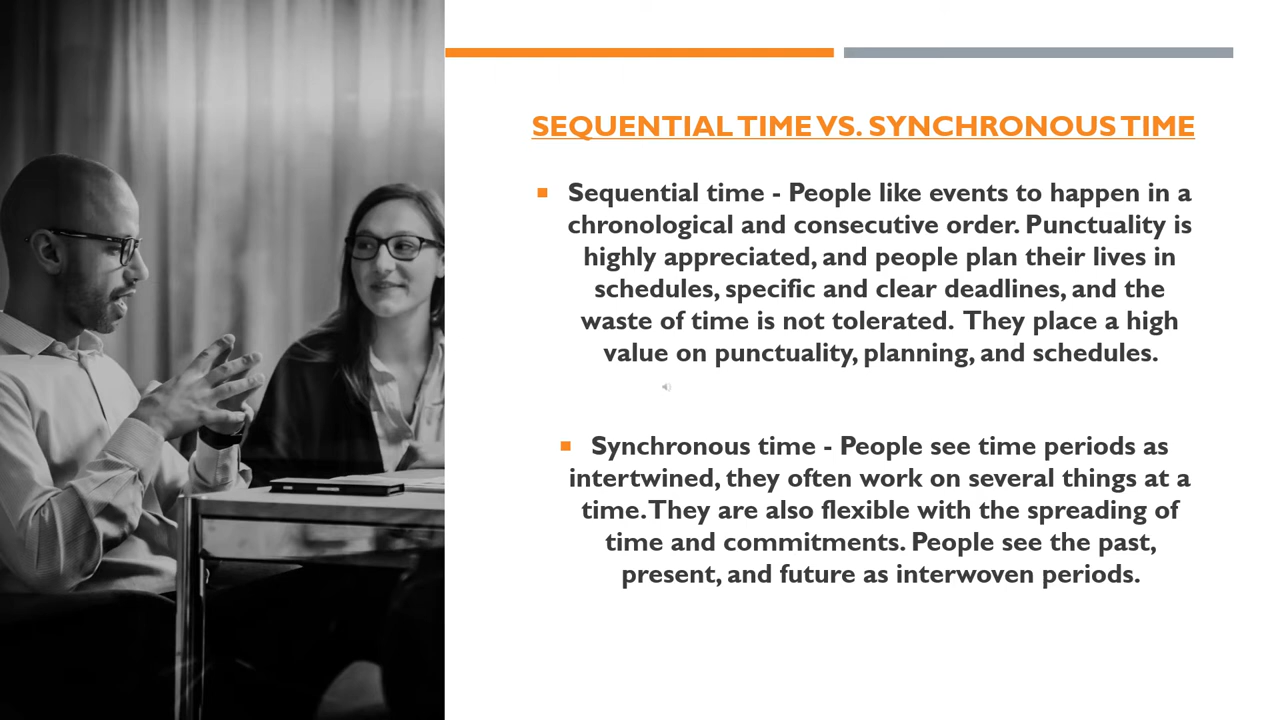 SEQUENTIAL TIME VS. SYNCHRONOUS TIME
Sequential time - People like events to happen in a
chronological and consecutive order. Punctuality is
highly appreciated, and people plan their lives in
schedules, specific and clear deadlines, and the
waste of time is not tolerated.  They place a high
value on punctuality, planning, and schedules.
Synchronous time - People see time periods as
intertwined, they often work on several things at a
time. They are also flexible with the spreading of
time and commitments. People see the past,
present, and future as interwoven periods.